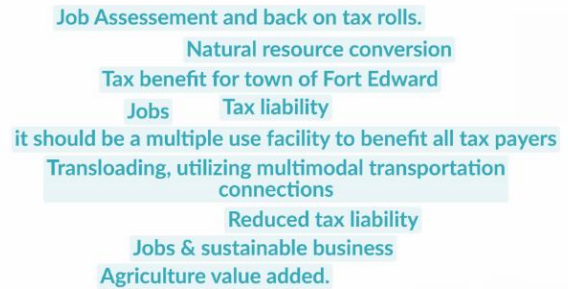 Job Assessement and back on tax rolls.
Natural resource conversion
Tax benefit for town of Fort Edward
Jobs Tax liability
it should be a multiple use facility to benefit all tax payers
Transloading, utilizing multimodal transportation
connections
Reduced tax liability
Jobs & sustainable business
Agriculture value added.